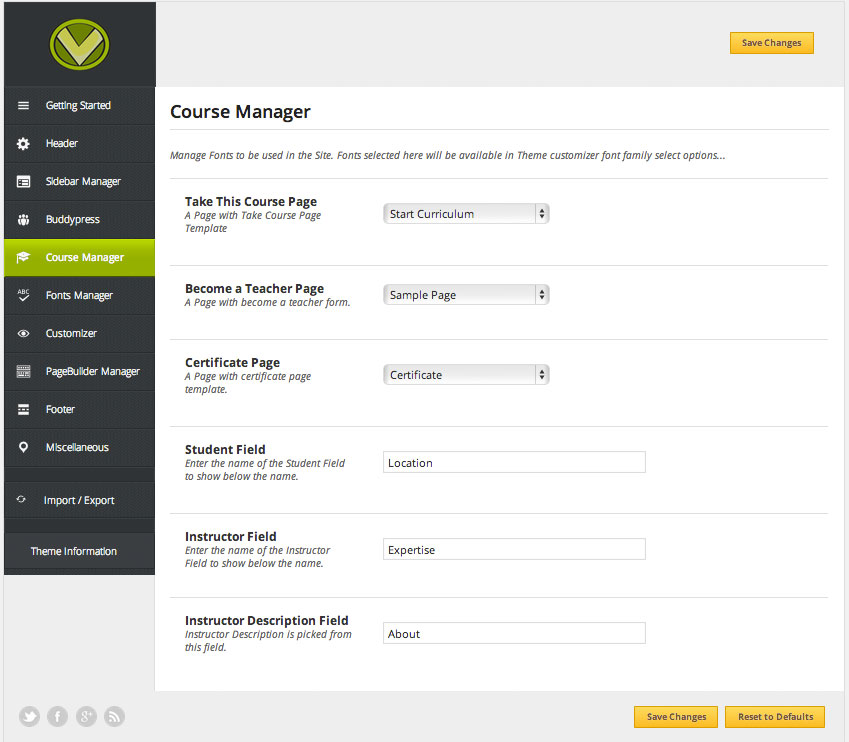 Save Changes
Getting Started
Header
Sidebar Manager
Buddypress
Course Manager
ABC
Fonts Manager
Customizer
PageBuilder Manager
Footer
Miscellaneous
Import / Export
Theme Information
Course Manager
Manage Fonts to be used in the Site. Fonts selected here will be available in Theme customizer font family select options...
Take This Course Page
A Page with Take Course Page
Template
Start Curriculum
Become a Teacher Page
A Page with become a teacher form.
Sample Page
Certificate Page
A Page with certificate page
template.
Certificate
Student Field
Enter the name of the Student Field
to show below the name.
Location
Instructor Field
Enter the name of the Instructor
Field to show below the name.
Expertise
Instructor Description Field
Instructor Description is picked from
this field.
About
Save Changes
Reset to Defaults